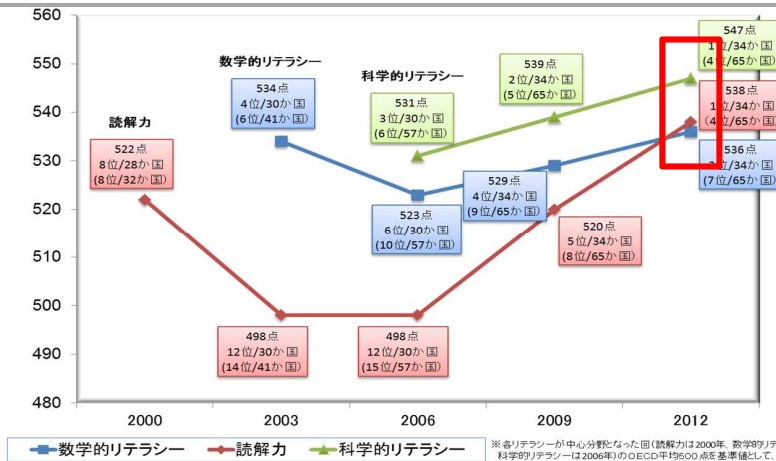 560
550
540
530
520
510
500
490
480
2000
2003
2006
2009
2012
読解力
522点
8位/28か国
(8位/32か国)
数学的リテラシー
534点
4位/30か国
(6位/41か国)
498点
12位/30か国
(14位/41か国)
科学的リテラシー
531点
3位/30か国
(6位/57か国)
523点
6位/30か国
(10位/57か国)
498点
12位/30か国
(15位/57か国)
539点
2位/34か国
(5位/65か国)
529点
4位/34か国
(9位/65か国)
520点
5位/34か国
(8位/65か国)
547点
1位/34か国
(4位/65か国)
538点
1位/34か国
(4位/65か国)
536点
2位/34か国
(7位/65か国)
数学的リテラシー 読解力 科学的リテラシー
※各リテラシーが中心分野となった回(読解力は2000年、数学的リテ
科学的リテラシーは2006年)のOECD平均500点を基準値として、